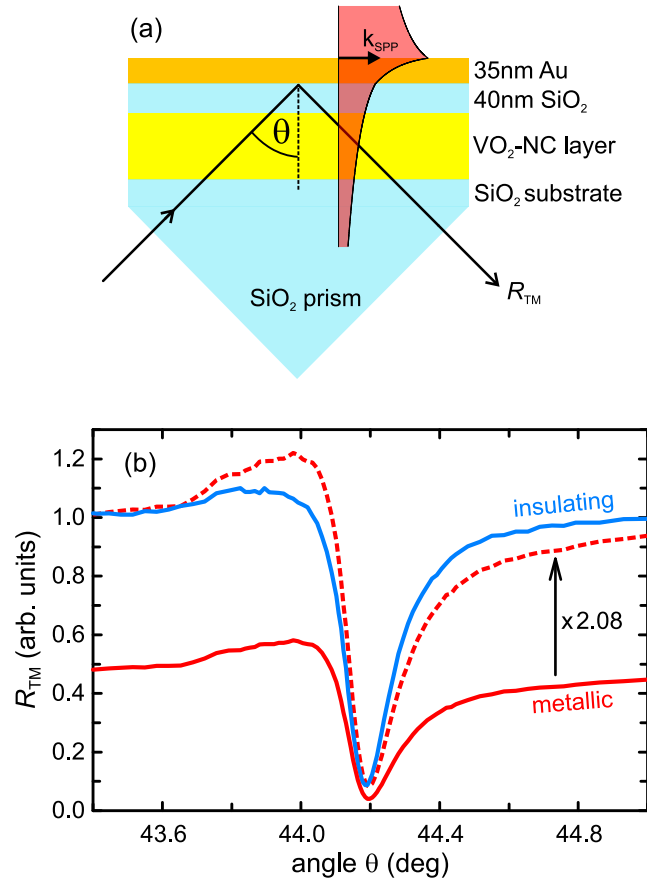 (a)
k_SPP
35nm Au
40nm SiO₂
θ
VO₂-NC layer
SiO₂ substrate
SiO₂ prism
R_TM
(b)
1.2
insulating
1.0
0.8
x2.08
0.6
0.4
metallic
0.2
0.0
R_TM (arb. units)
43.6 44.0 44.4 44.8
angle θ (deg)